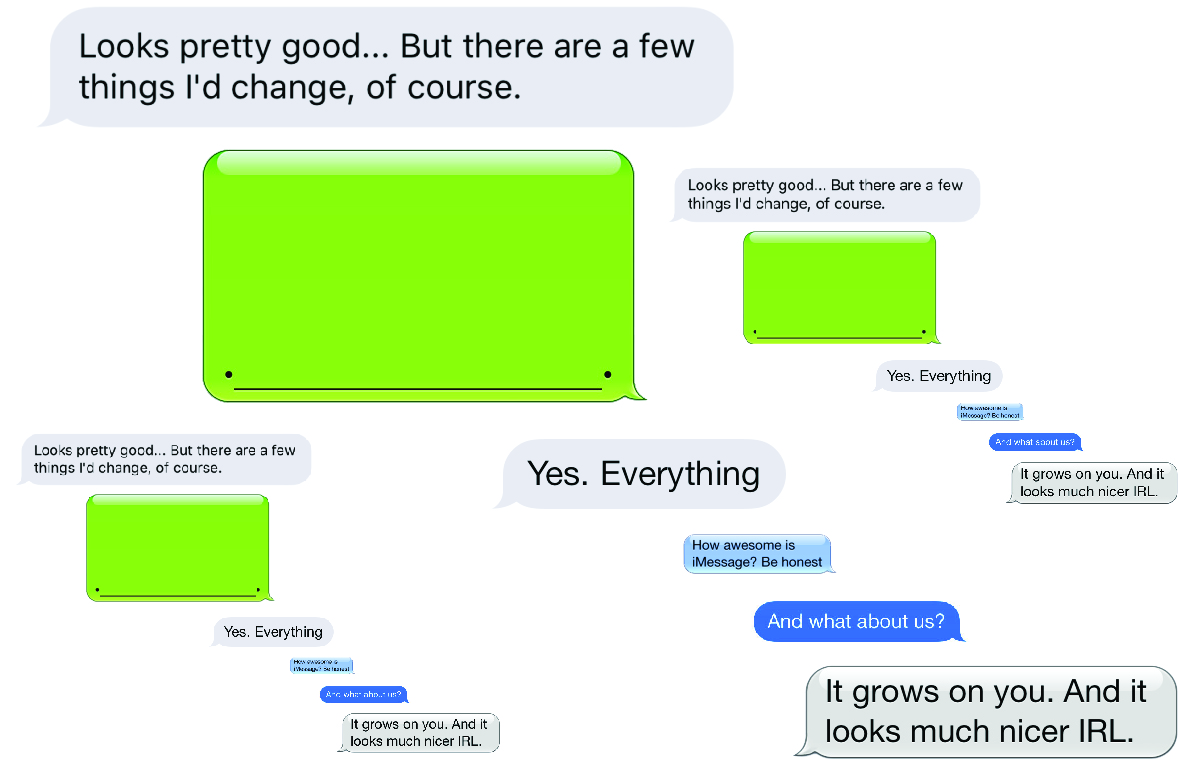 Looks pretty good... But there are a few
things I'd change, of course.
Looks pretty good... But there are a few
things I'd change, of course.
Yes. Everything
How awesome is
iMessage? Be honest
And what about us?
It grows on you. And it
looks much nicer IRL.
Looks pretty good... But there are a few
things I'd change, of course.
Yes. Everything
How awesome is
iMessage? Be honest
And what about us?
It grows on you. And it
looks much nicer IRL.
Yes. Everything
How awesome is
iMessage? Be honest
And what about us?
It grows on you. And it
looks much nicer IRL.